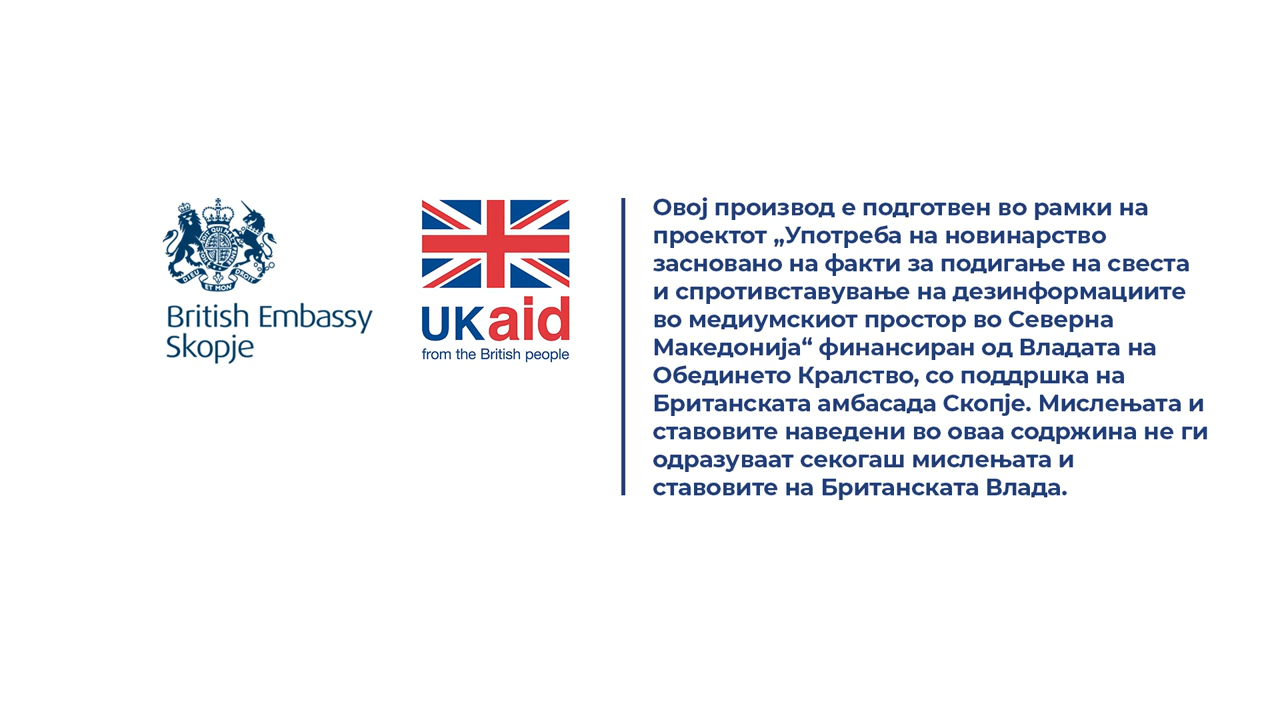 British Embassy
Skopje
UKaid
from the British people
Овој производ е подготвен во рамки на
проектот „Употреба на новинарство
засновано на факти за подигање на свеста
и спротивставување на дезинформациите
во медиумскиот простор во Северна
Македонија“ финансиран од Владата на
Обединето Кралство, со поддршка на
Британската амбасада Скопје. Мислењата и
ставовите наведени во оваа содржина не ги
одразуваат секогаш мислењата и
ставовите на Британската Влада.